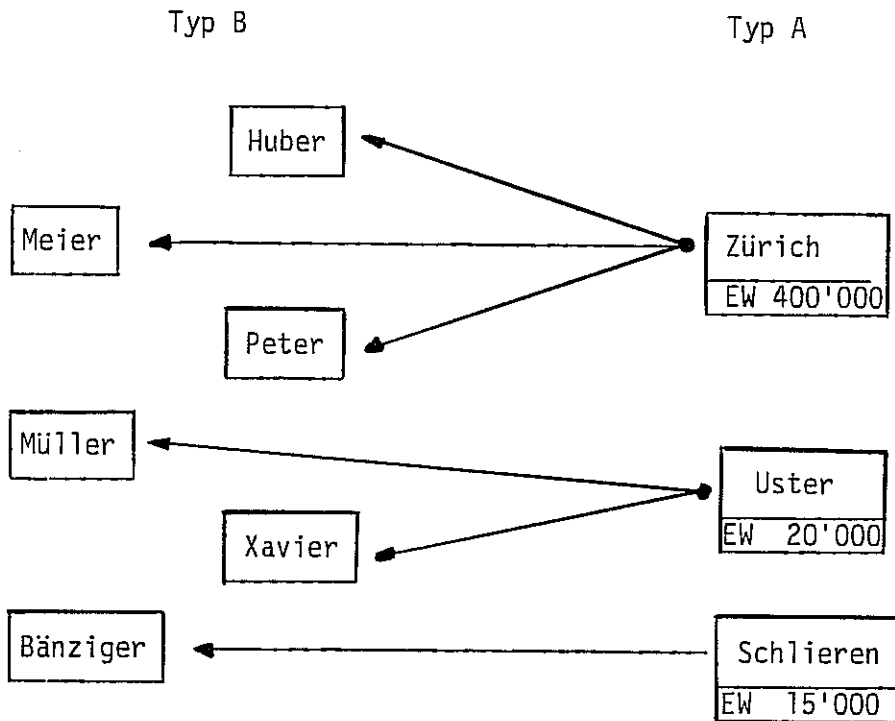 Typ B Typ A
Huber
Meier
Zürich
EW 400'000
Peter
Müller
Uster
EW 20'000
Xavier
Bänziger
Schlieren
EW 15'000